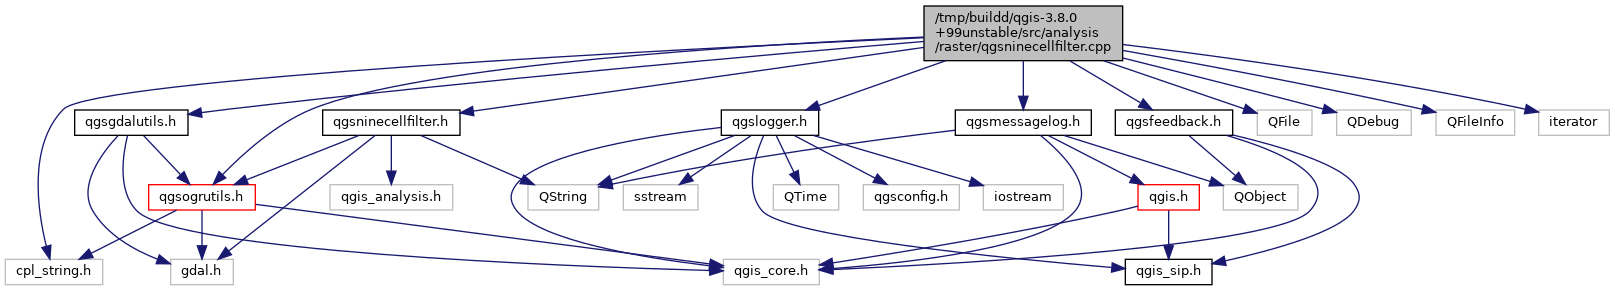 /tmp/buildd/qgis-3.8.0
+99unstable/src/analysis
/raster/qgsninecellfilter.cpp
qgsgdalutils.h
qgsninecellfilter.h
qgslogger.h
qgsmessagelog.h
qgsfeedback.h
QFile
QDebug
QFileInfo
iterator
qgsogrutils.h
qgis_analysis.h
QString
sstream
QTime
qgsconfig.h
iostream
qgis.h
QObject
cpl_string.h
gdal.h
qgis_core.h
qgis_sip.h